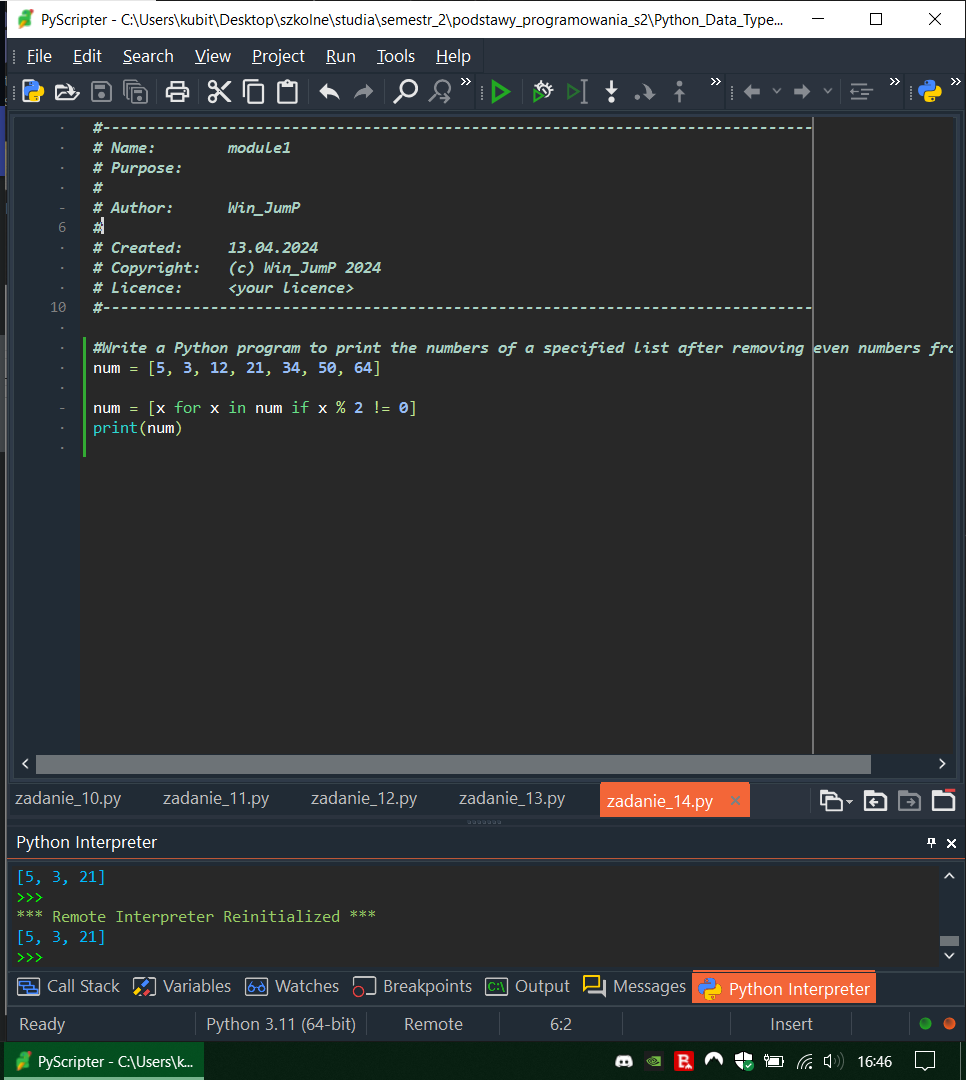 PyScripter - C:\Users\kubit\Desktop\szkolne\studia\semestr_2\podstawy_programowania_s2\Python_Data_Type...
File Edit Search View Project Run Tools Help
#-------------------------------------------------------------------------------
# Name:        module1
# Purpose:
#
# Author:      Win_JumP
6 #
# Created:     13.04.2024
# Copyright:   (c) Win_JumP 2024
# Licence:     <your licence>
10 #-------------------------------------------------------------------------------
#Write a Python program to print the numbers of a specified list after removing even numbers fro
num = [5, 3, 12, 21, 34, 50, 64]
num = [x for x in num if x % 2 != 0]
print(num)
zadanie_10.py zadanie_11.py zadanie_12.py zadanie_13.py zadanie_14.py
Python Interpreter
[5, 3, 21]
>>>
*** Remote Interpreter Reinitialized ***
[5, 3, 21]
>>>
Call Stack Variables Watches Breakpoints Output Messages Python Interpreter
Ready Python 3.11 (64-bit) Remote 6:2 Insert
PyScripter - C:\Users\k... 16:46